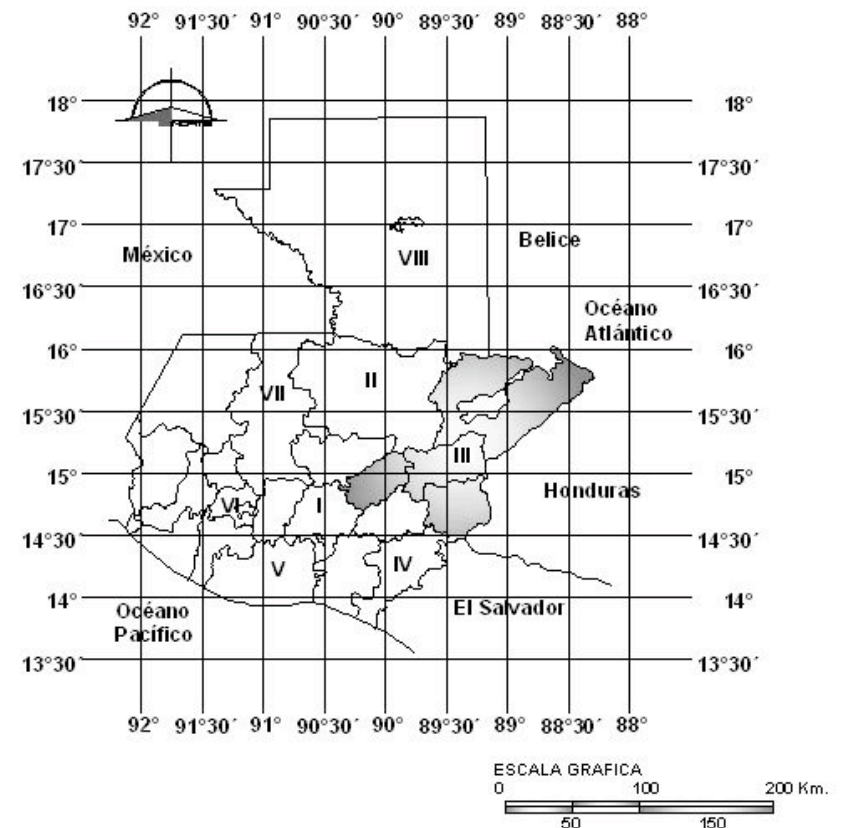 92° 91°30´ 91° 90°30´ 90° 89°30´ 89° 88°30´ 88°
18° 18°
17°30´ 17°30´
17° 17°
Belice
México
VIII
16°30´ 16°30´
Océano
Atlántico
16° 16°
II
VII
15°30´ 15°30´
III
15° 15°
Honduras
VI I
14°30´ 14°30´
V IV
14° 14°
Océano
Pacífico
El Salvador
13°30´ 13°30´
92° 91°30´ 91° 90°30´ 90° 89°30´ 89° 88°30´ 88°
ESCALA GRAFICA
0 100 200 Km.
50 150